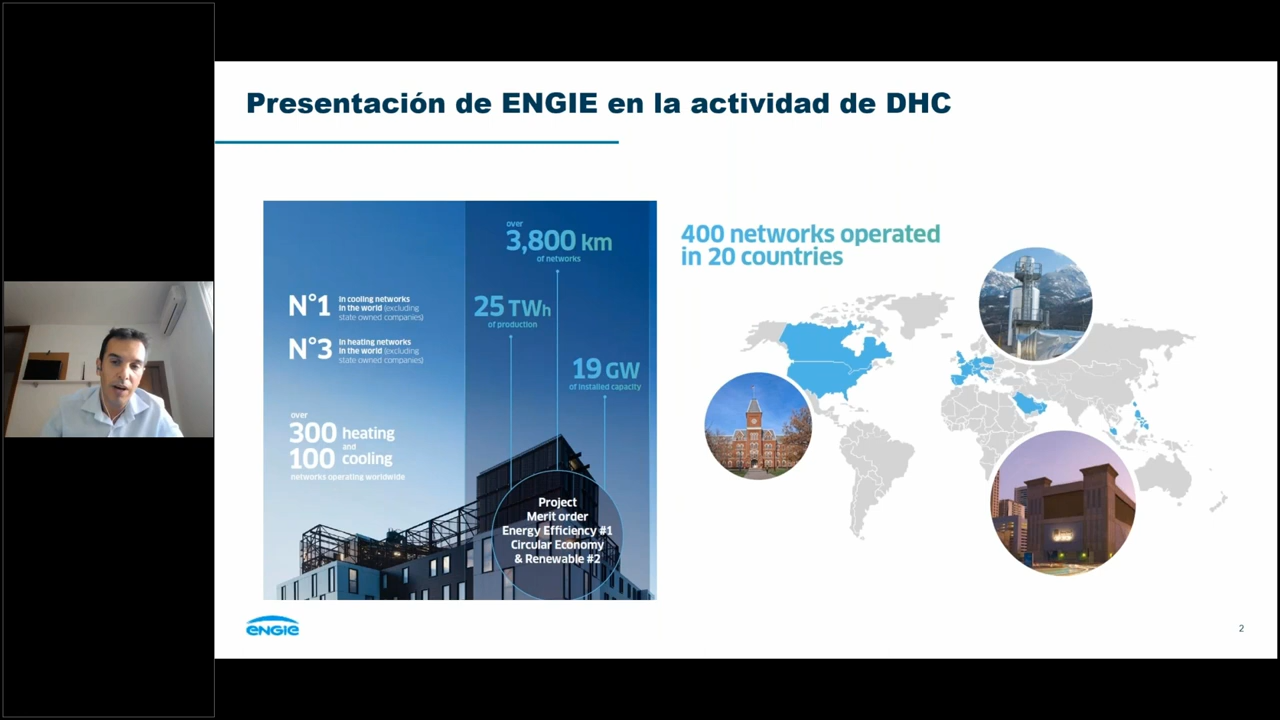 Presentación de ENGIE en la actividad de DHC
over
3,800 km
of networks
25 TWh
of production
19 GW
of installed capacity
N°1
in cooling networks
in the world (excluding
state owned companies)
N°3
in heating networks
in the world (excluding
state owned companies)
over
300 heating
and
100 cooling
networks operating worldwide
Project
Merit order
Energy Efficiency #1
Circular Economy
& Renewable #2
400 networks operated
in 20 countries
ENGIE
2